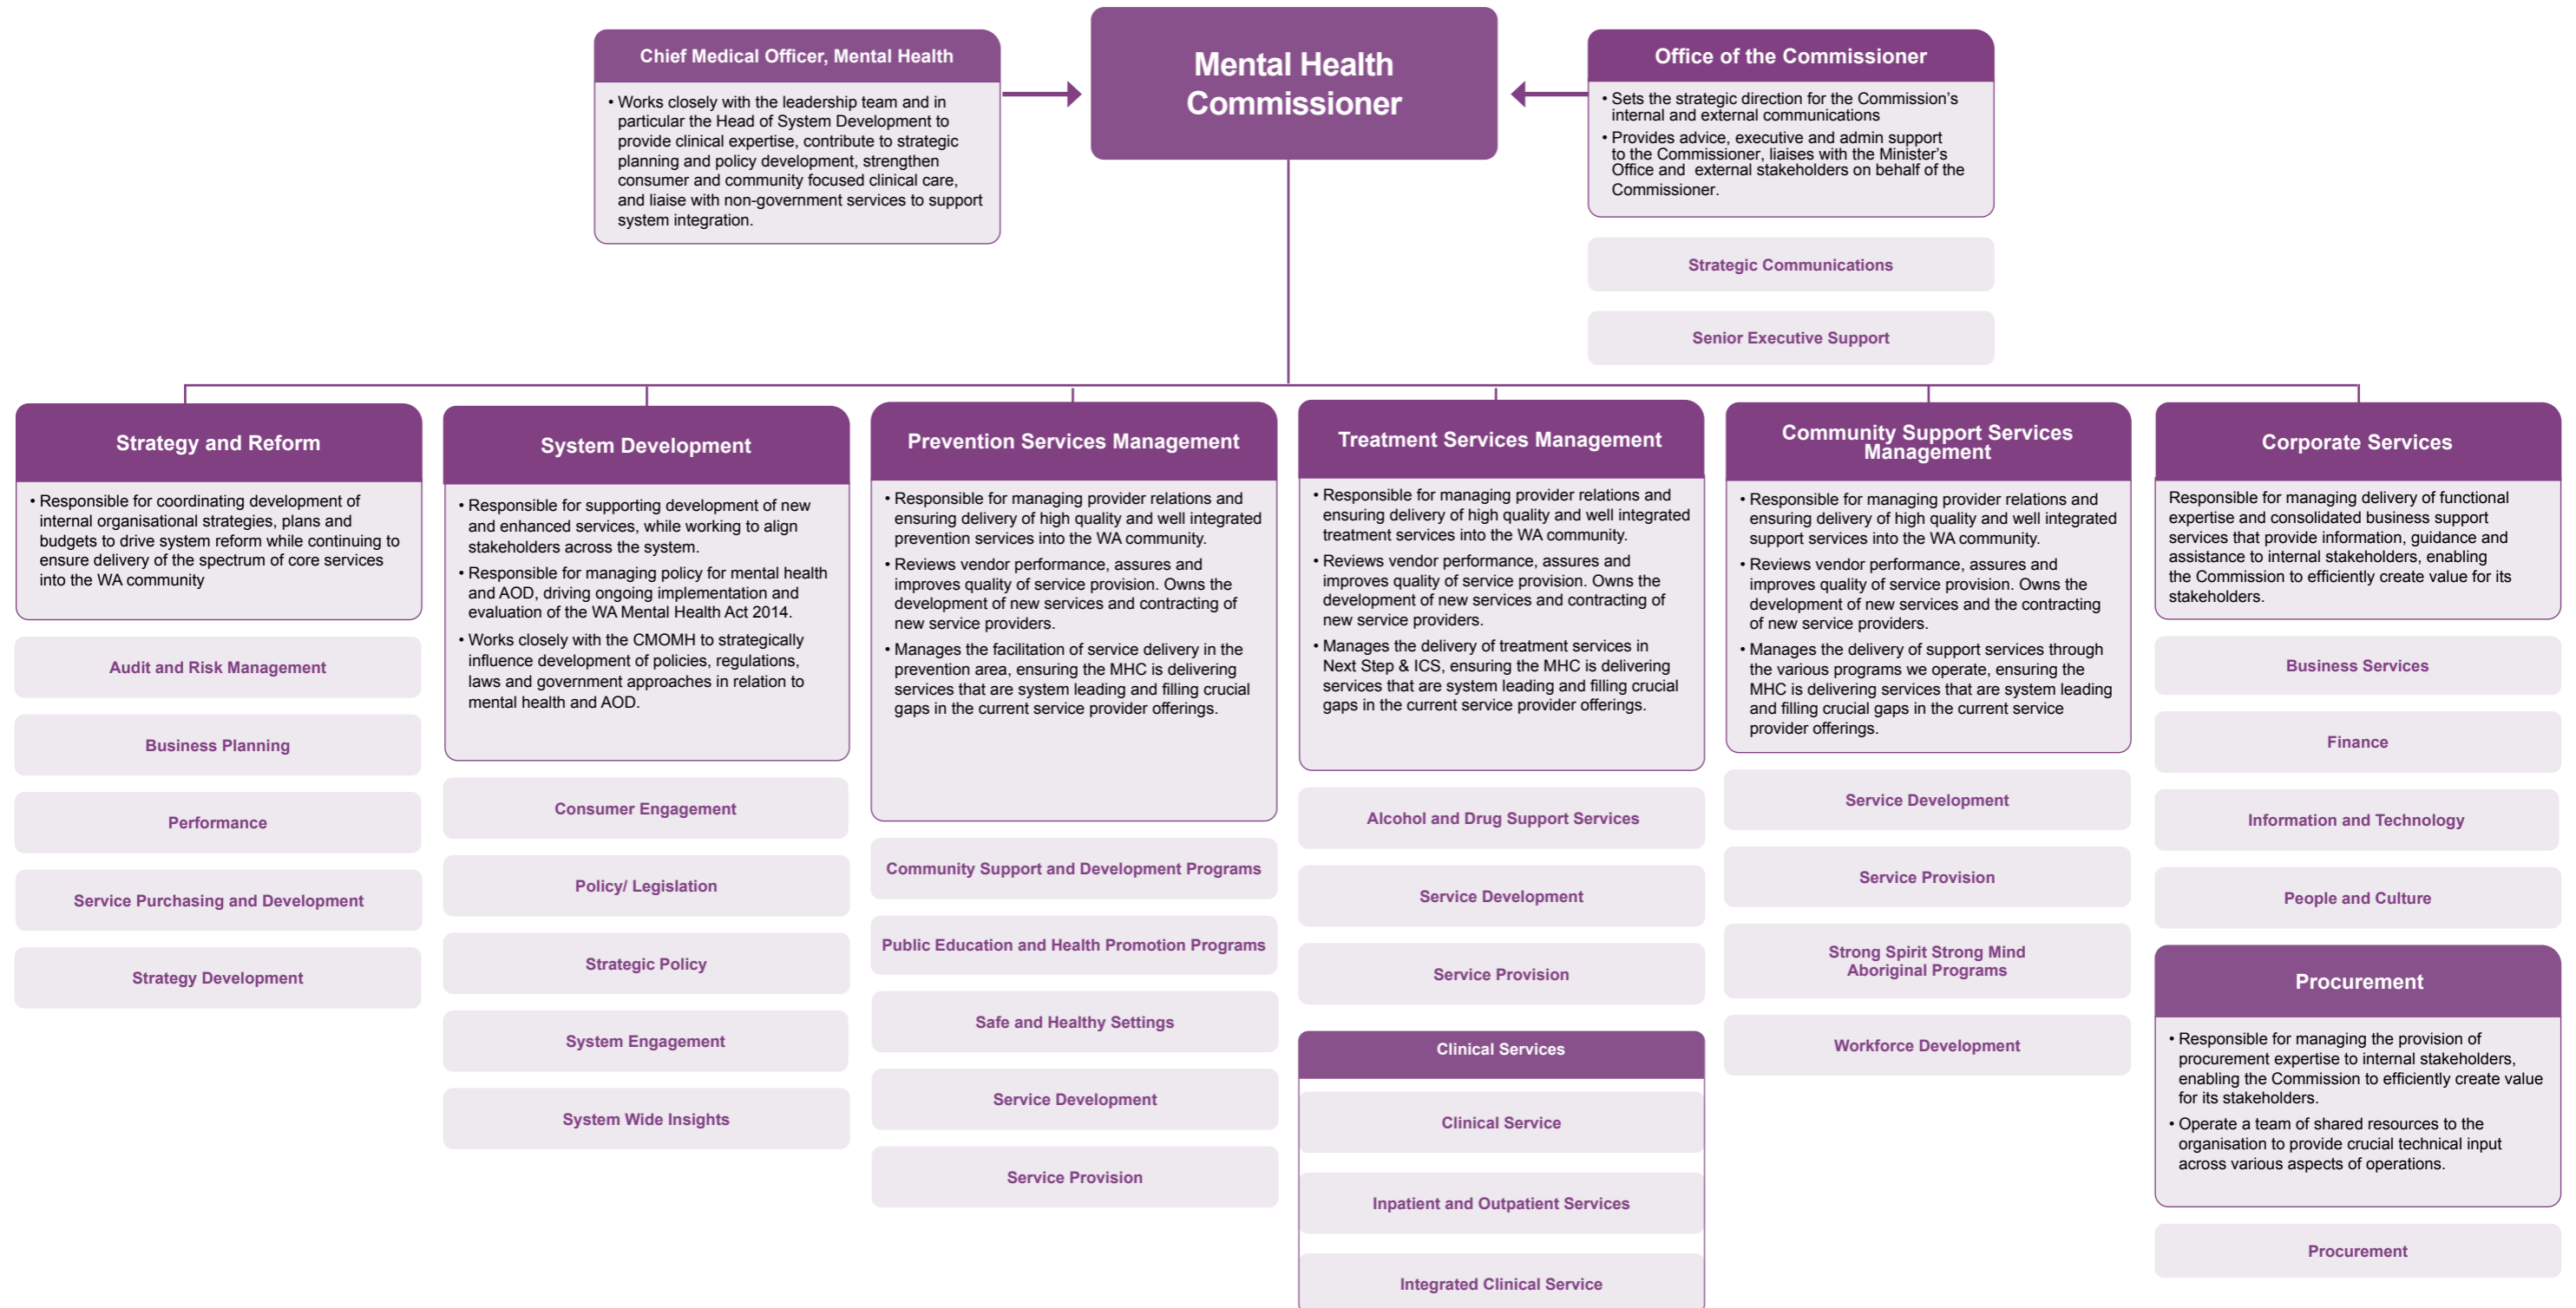 Chief Medical Officer, Mental Health
• Works closely with the leadership team and in
particular the Head of System Development to
provide clinical expertise, contribute to strategic
planning and policy development, strengthen
consumer and community focused clinical care,
and liaise with non-government services to support
system integration.
Mental Health
Commissioner
Office of the Commissioner
• Sets the strategic direction for the Commission's
internal and external communications
• Provides advice, executive and admin support
to the Commissioner, liaises with the Minister's
Office and external stakeholders on behalf of the
Commissioner.
Strategic Communications
Senior Executive Support
Strategy and Reform
• Responsible for coordinating development of
internal organisational strategies, plans and
budgets to drive system reform while continuing to
ensure delivery of the spectrum of core services
into the WA community
Audit and Risk Management
Business Planning
Performance
Service Purchasing and Development
Strategy Development
System Development
• Responsible for supporting development of new
and enhanced services, while working to align
stakeholders across the system.
• Responsible for managing policy for mental health
and AOD, driving ongoing implementation and
evaluation of the WA Mental Health Act 2014.
• Works closely with the CMOMH to strategically
influence development of policies, regulations,
laws and government approaches in relation to
mental health and AOD.
Consumer Engagement
Policy/ Legislation
Strategic Policy
System Engagement
System Wide Insights
Prevention Services Management
• Responsible for managing provider relations and
ensuring delivery of high quality and well integrated
prevention services into the WA community.
• Reviews vendor performance, assures and
improves quality of service provision. Owns the
development of new services and contracting of
new service providers.
• Manages the facilitation of service delivery in the
prevention area, ensuring the MHC is delivering
services that are system leading and filling crucial
gaps in the current service provider offerings.
Community Support and Development Programs
Public Education and Health Promotion Programs
Safe and Healthy Settings
Service Development
Service Provision
Treatment Services Management
• Responsible for managing provider relations and
ensuring delivery of high quality and well integrated
treatment services into the WA community.
• Reviews vendor performance, assures and
improves quality of service provision. Owns the
development of new services and contracting of
new service providers.
• Manages the delivery of treatment services in
Next Step & ICS, ensuring the MHC is delivering
services that are system leading and filling crucial
gaps in the current service provider offerings.
Alcohol and Drug Support Services
Service Development
Service Provision
Clinical Services
Clinical Service
Inpatient and Outpatient Services
Integrated Clinical Service
Community Support Services
Management
• Responsible for managing provider relations and
ensuring delivery of high quality and well integrated
support services into the WA community.
• Reviews vendor performance, assures and
improves quality of service provision. Owns the
development of new services and the contracting
of new service providers.
• Manages the delivery of support services through
the various programs we operate, ensuring the
MHC is delivering services that are system leading
and filling crucial gaps in the current service
provider offerings.
Service Development
Service Provision
Strong Spirit Strong Mind
Aboriginal Programs
Workforce Development
Corporate Services
Responsible for managing delivery of functional
expertise and consolidated business support
services that provide information, guidance and
assistance to internal stakeholders, enabling
the Commission to efficiently create value for its
stakeholders.
Business Services
Finance
Information and Technology
People and Culture
Procurement
• Responsible for managing the provision of
procurement expertise to internal stakeholders,
enabling the Commission to efficiently create value
for its stakeholders.
• Operate a team of shared resources to the
organisation to provide crucial technical input
across various aspects of operations.
Procurement